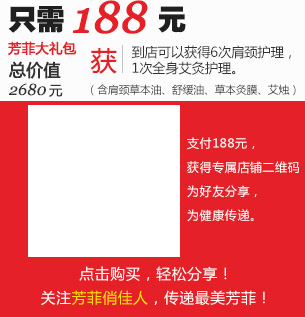 只需188元
芳菲大礼包
总价值
2680元
获
到店可以获得6次肩颈护理，
1次全身艾灸护理。
（含肩颈草本油、舒缓油、草本灸膜、艾烛）
支付188元，
获得专属店铺二维码
为好友分享，
为健康传递。
点击购买，轻松分享！
关注芳菲俏佳人，传递最美芳菲！